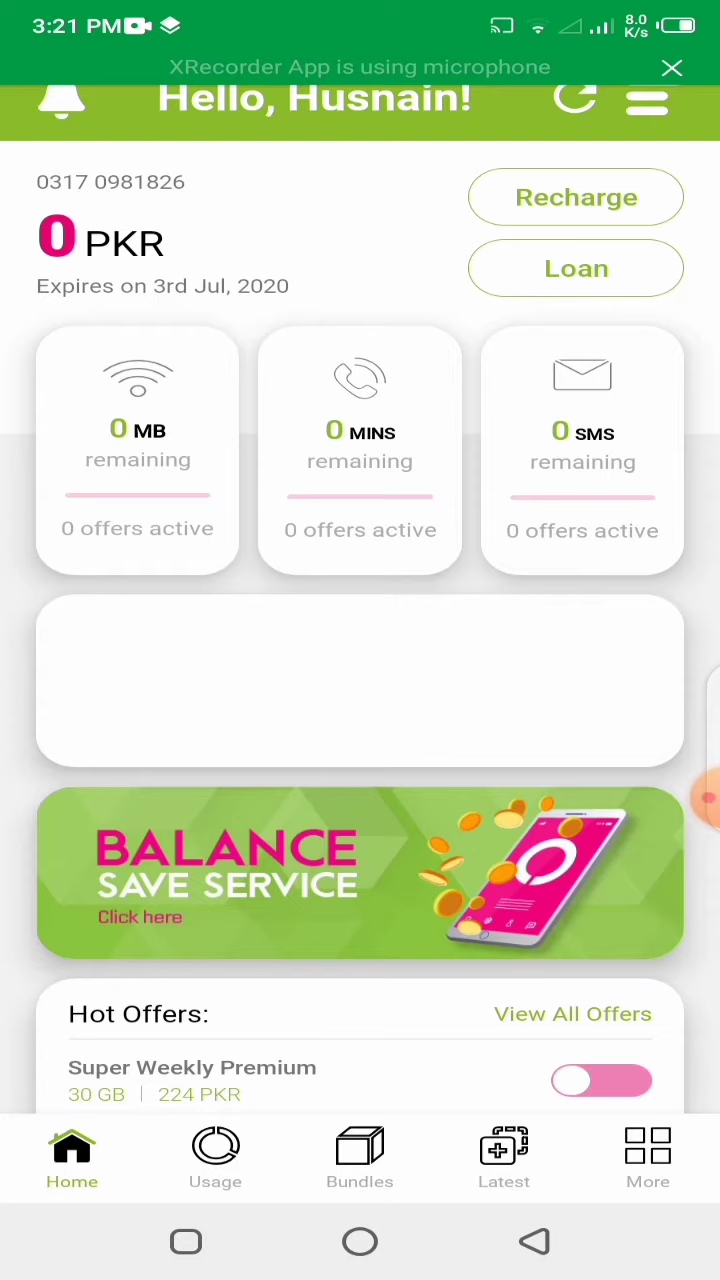 3:21 PM
8.0
K/s
XRecorder App is using microphone
Hello, Husnain!
0317 0981826
Recharge
0 PKR
Loan
Expires on 3rd Jul, 2020
0 MB
remaining
0 offers active
0 MINS
remaining
0 offers active
0 SMS
remaining
0 offers active
BALANCE
SAVE SERVICE
Click here
Hot Offers:
View All Offers
Super Weekly Premium
30 GB | 224 PKR
Home
Usage
Bundles
Latest
More